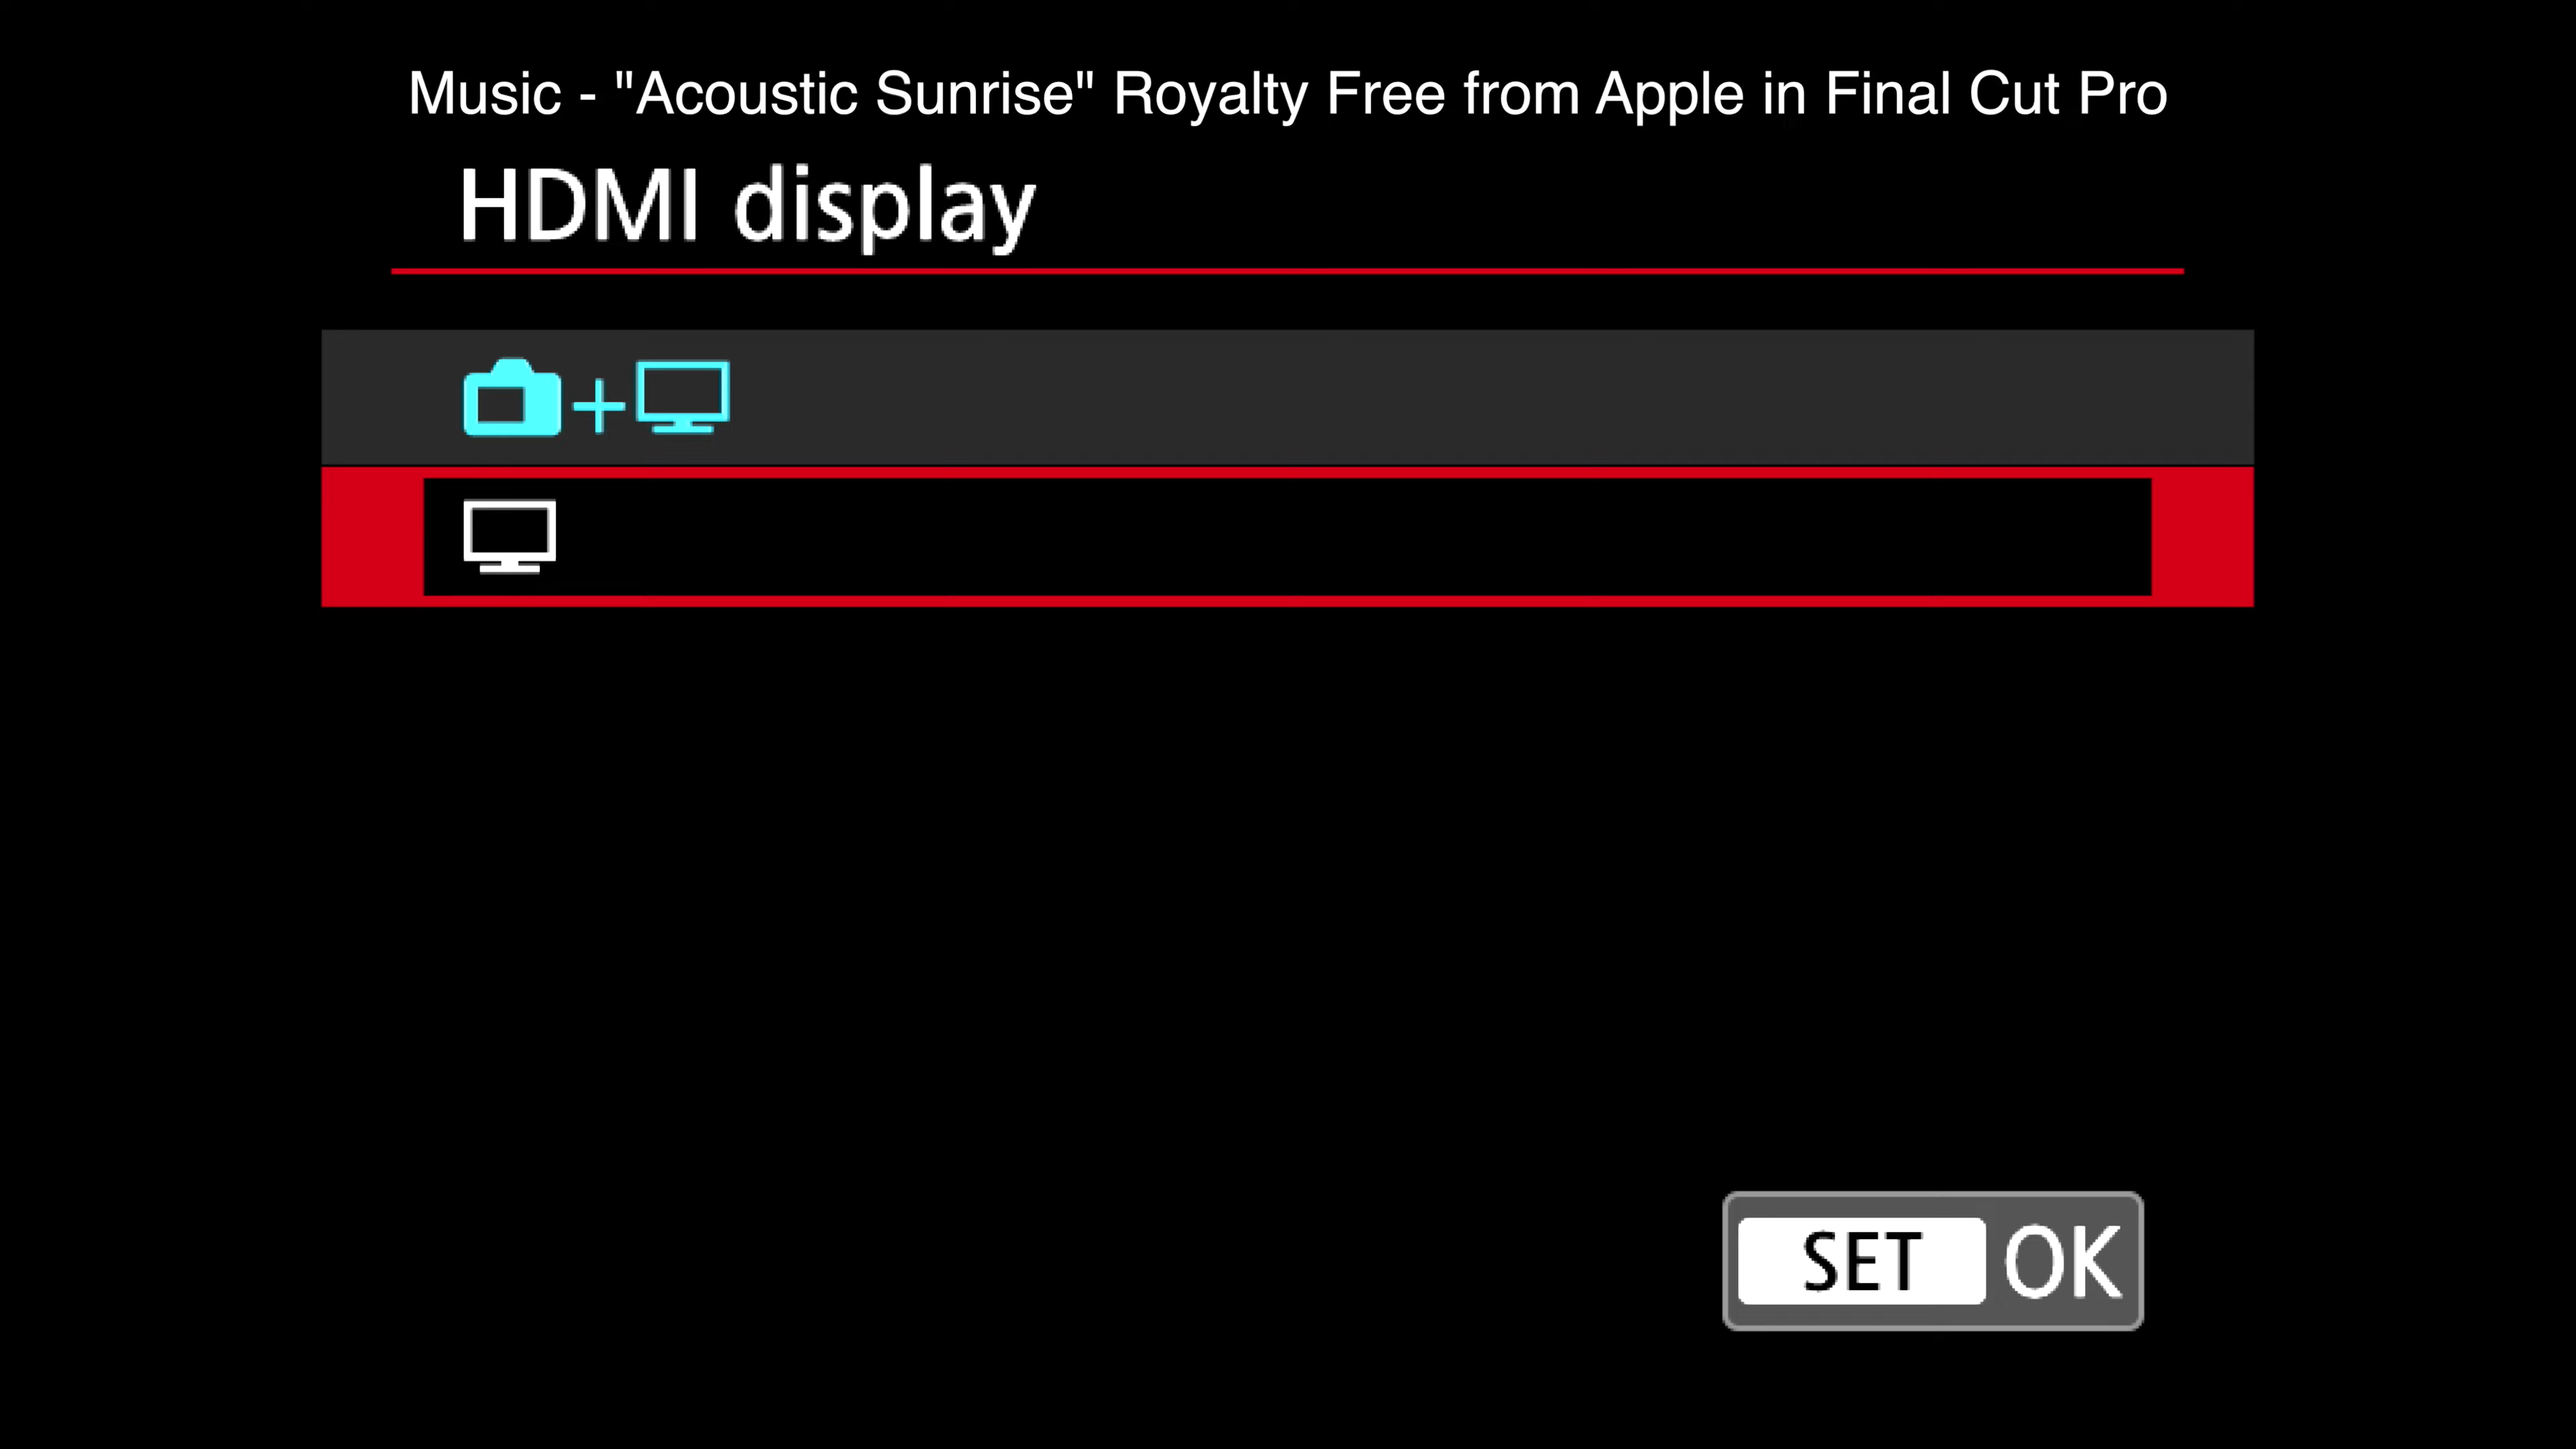 Music - "Acoustic Sunrise" Royalty Free from Apple in Final Cut Pro
HDMI display
SET OK